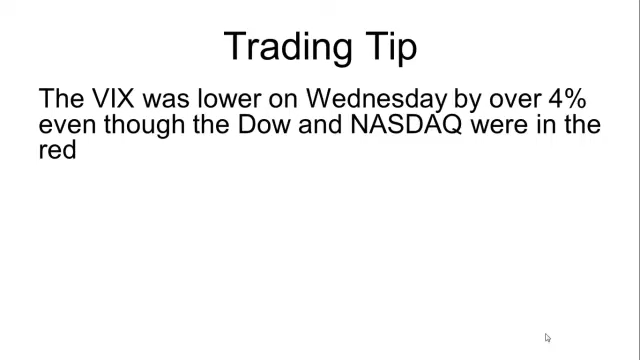 Trading Tip
The VIX was lower on Wednesday by over 4%
even though the Dow and NASDAQ were in the
red